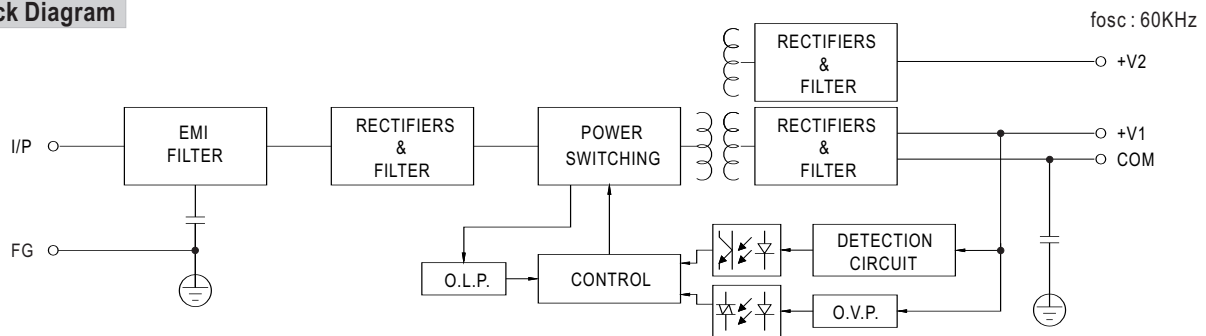 ck Diagram
fosc : 60KHz
RECTIFIERS
&
FILTER
+V2
I/P
EMI
FILTER
RECTIFIERS
&
FILTER
POWER
SWITCHING
RECTIFIERS
&
FILTER
+V1
COM
FG
O.L.P.
CONTROL
DETECTION
CIRCUIT
O.V.P.